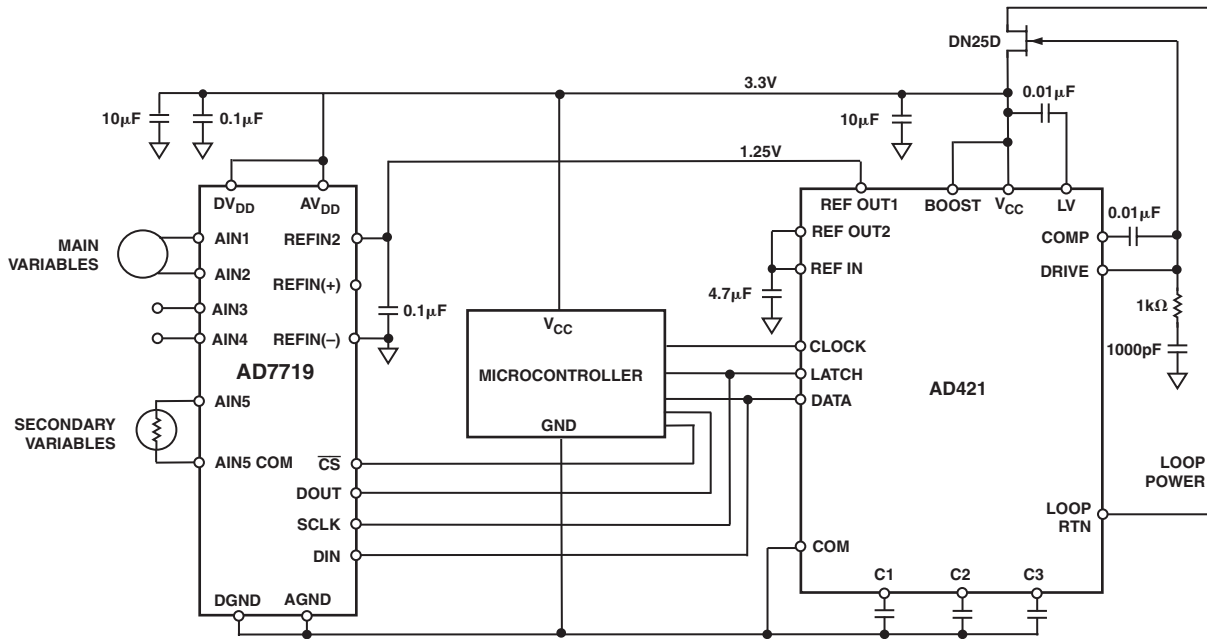 DN25D
3.3V
0.01μF
10μF
0.1μF
10μF
1.25V
DVDD
AVDD
REF OUT1
BOOST
VCC
LV
0.01μF
MAIN
VARIABLES
AIN1
REFIN2
REF OUT2
COMP
AIN2
REFIN(+)
REF IN
DRIVE
AIN3
0.1μF
4.7μF
1kΩ
AIN4
REFIN(–)
VCC
CLOCK
1000pF
AD7719
MICROCONTROLLER
LATCH
AD421
AIN5
DATA
SECONDARY
VARIABLES
GND
AIN5 COM
CS
LOOP
POWER
DOUT
SCLK
LOOP
RTN
DIN
COM
DGND
AGND
C1
C2
C3